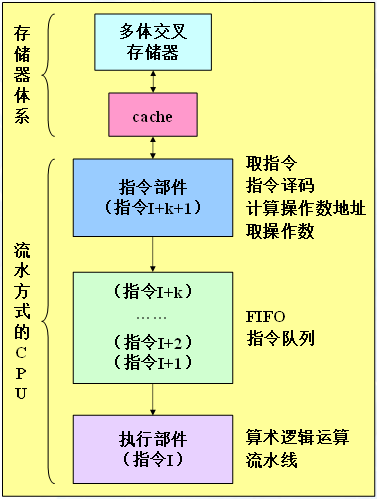 存储器体系
多体交叉
存储器
cache
流水方式的CPU
指令部件
（指令I+k+1）
取指令
指令译码
计算操作数地址
取操作数
（指令I+k）
……
（指令I+2）
（指令I+1）
FIFO
指令队列
执行部件
（指令I）
算术逻辑运算
流水线